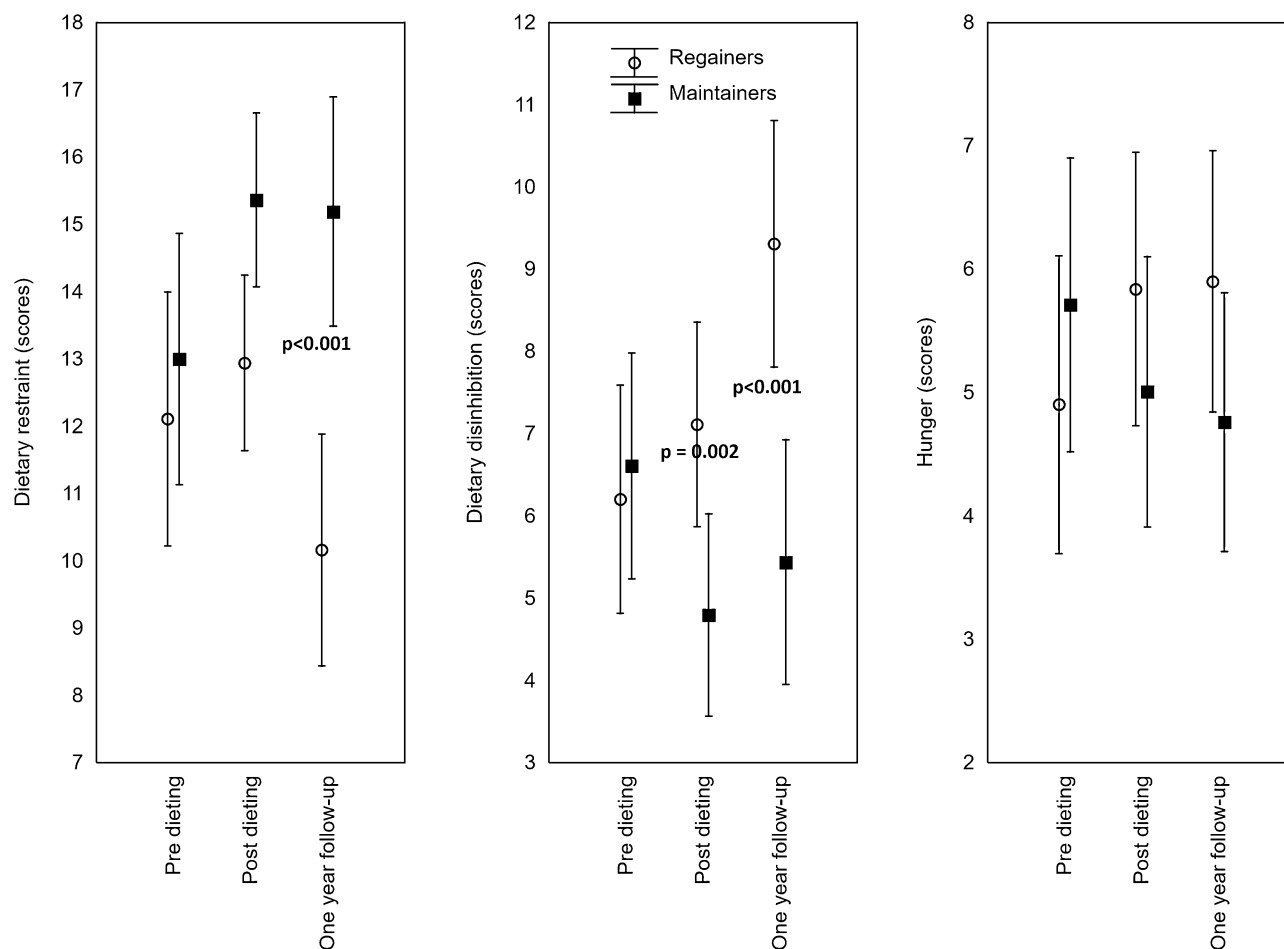 Dietary restraint (scores)
18
17
16
15
14
13
12
11
10
9
8
7
p<0.001
Pre dieting
Post dieting
One year follow-up
Dietary disinhibition (scores)
12
11
10
9
8
7
6
5
4
3
Regainers
Maintainers
p<0.001
p = 0.002
Pre dieting
Post dieting
One year follow-up
Hunger (scores)
8
7
6
5
4
3
2
Pre dieting
Post dieting
One year follow-up